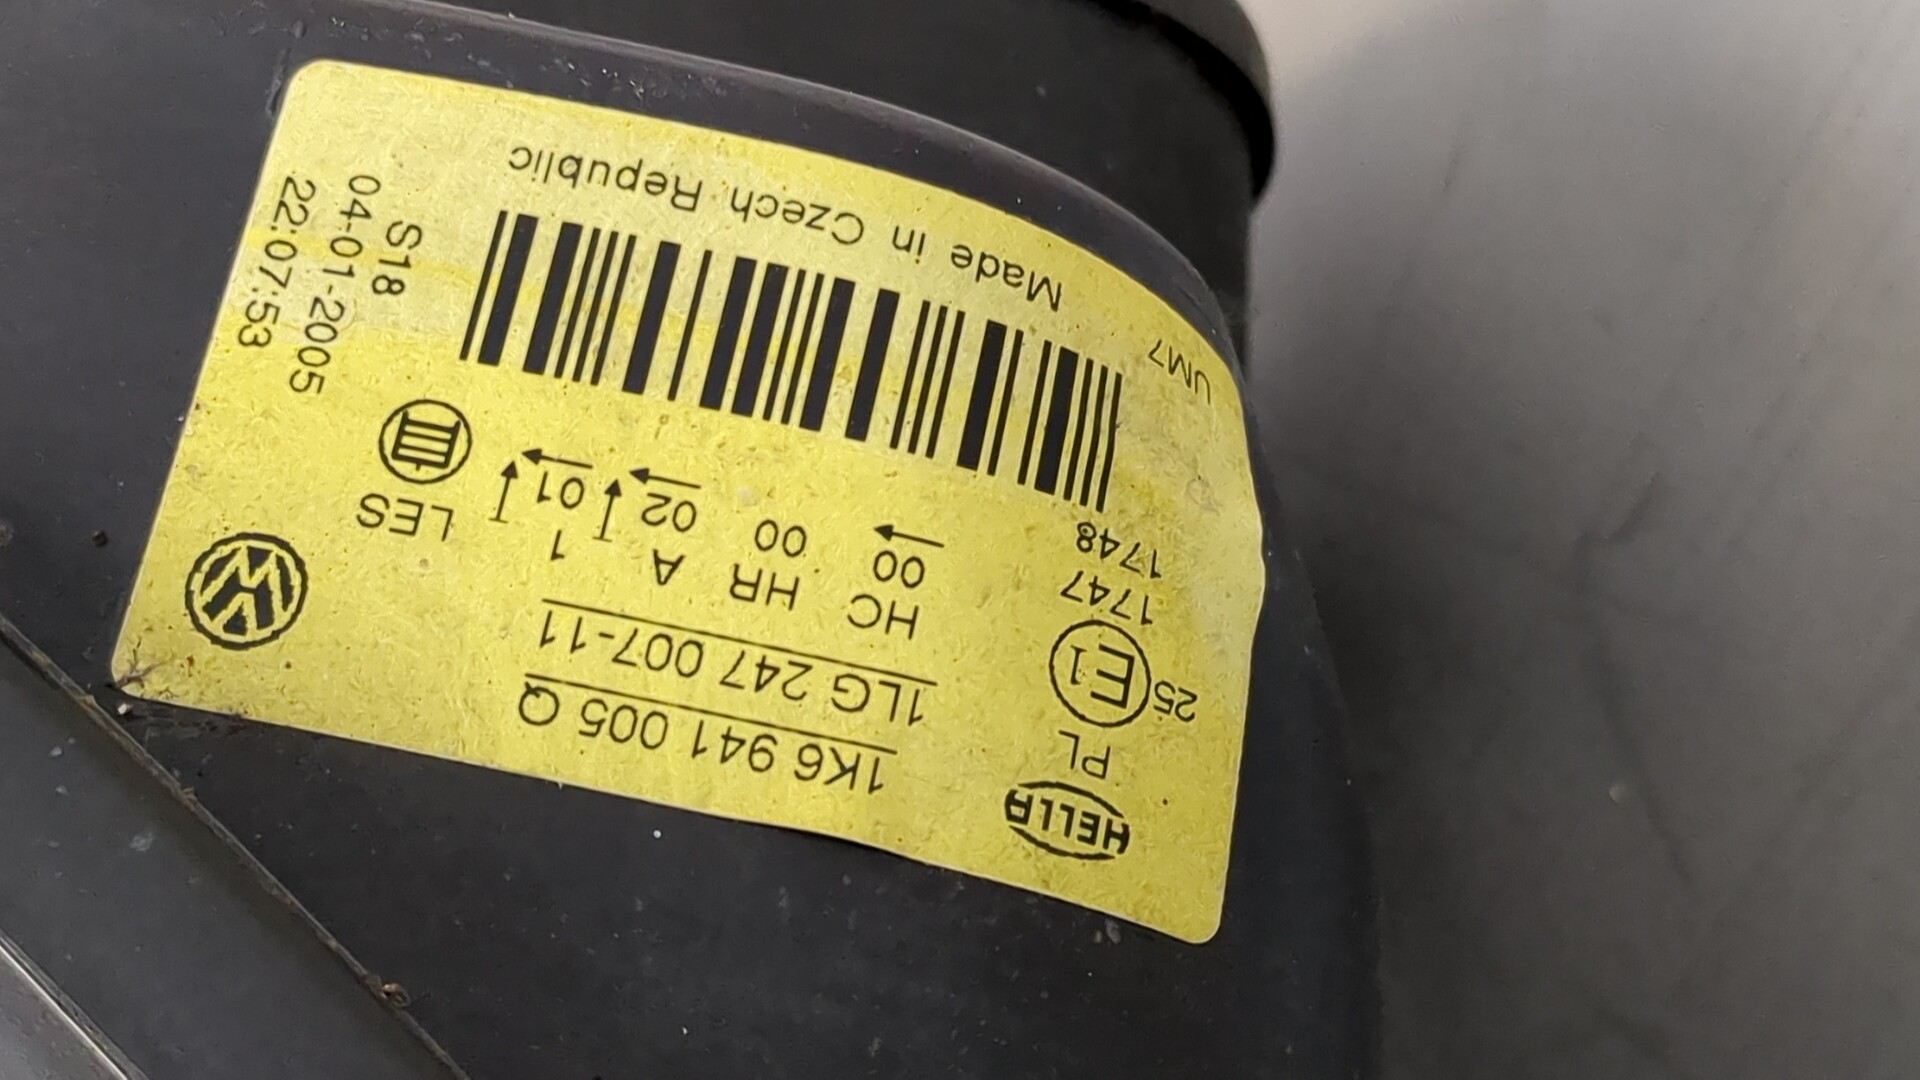 HELLA
1K6 941 005 Q
PL
1LG 247 007-11
25 E1
HC HR A 1
00 00 02 01
1747
1748
LES
UM7
Made in Czech Republic
S18
04-01-2005
22:07:53